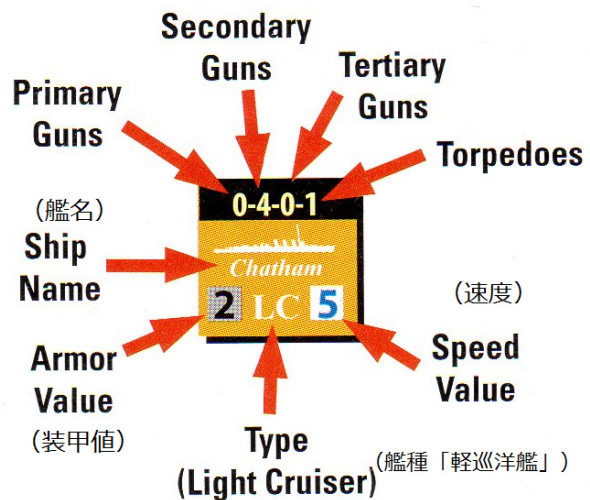 Secondary
Guns
Tertiary
Guns
Primary
Guns
Torpedoes
0-4-0-1
（艦名）
Ship
Name
Chatham
2 LC 5
（速度）
Armor
Value
（装甲値）
Speed
Value
Type
(Light Cruiser)
（艦種「軽巡洋艦」）